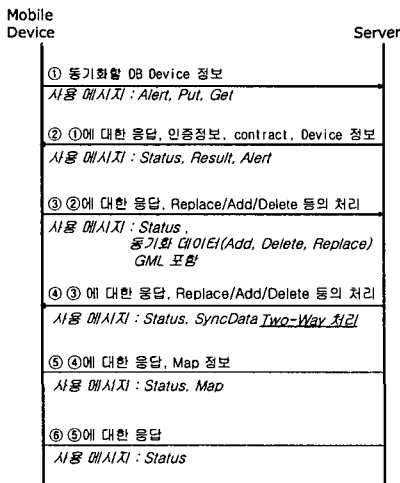 Mobile
Device
Server
① 동기화할 DB Device 정보
사용 메시지 : Alert, Put, Get
② ①에 대한 응답, 인증정보, contract, Device 정보
사용 메시지 : Status, Result, Alert
③ ②에 대한 응답, Replace/Add/Delete 등의 처리
사용 메시지 : Status ,
동기화 데이터(Add, Delete, Replace)
GML 포함
④ ③ 에 대한 응답, Replace/Add/Delete 등의 처리
사용 메시지 : Status, SyncData Two-Way 처리
⑤ ④에 대한 응답, Map 정보
사용 메시지 : Status, Map
⑥ ⑤에 대한 응답
사용 메시지 : Status